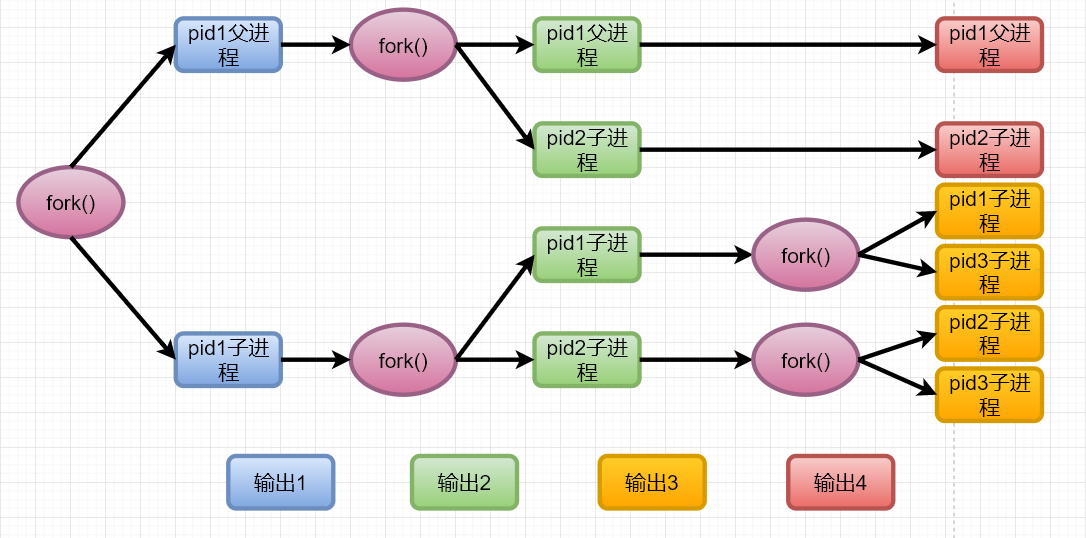 pid1父进
程
fork()
pid1父进
程
pid1父进
程
pid2子进
程
pid2子进
程
fork()
pid1子进
程
fork()
pid1子进
程
pid3子进
程
pid1子进
程
fork()
pid2子进
程
fork()
pid2子进
程
pid3子进
程
输出1
输出2
输出3
输出4